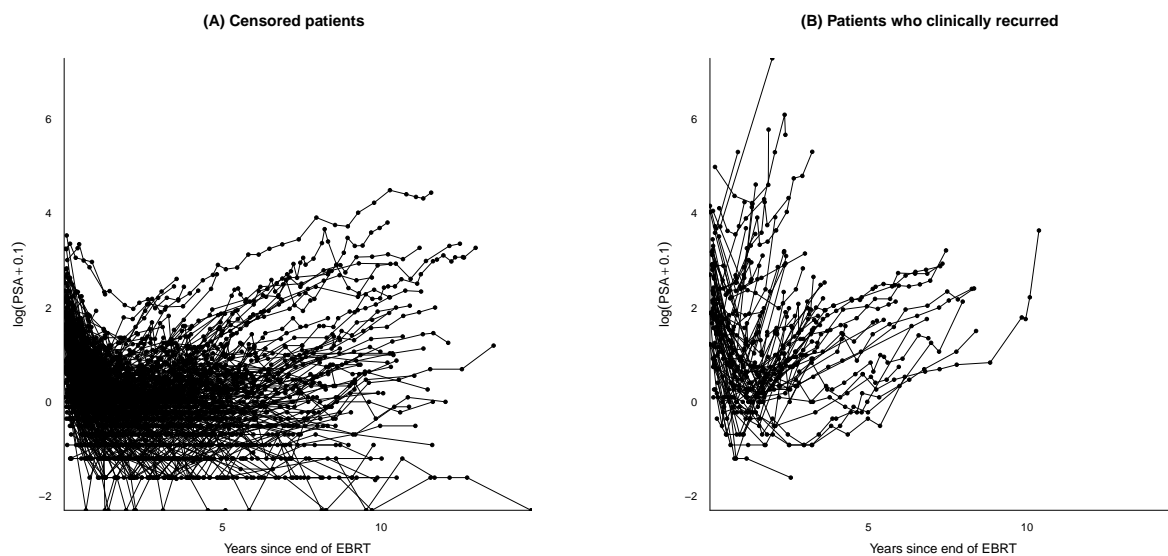 (A) Censored patients
(B) Patients who clinically recurred
log(PSA + 0.1)
6
4
2
0
−2
5
10
Years since end of EBRT
log(PSA + 0.1)
6
4
2
0
−2
5
10
Years since end of EBRT